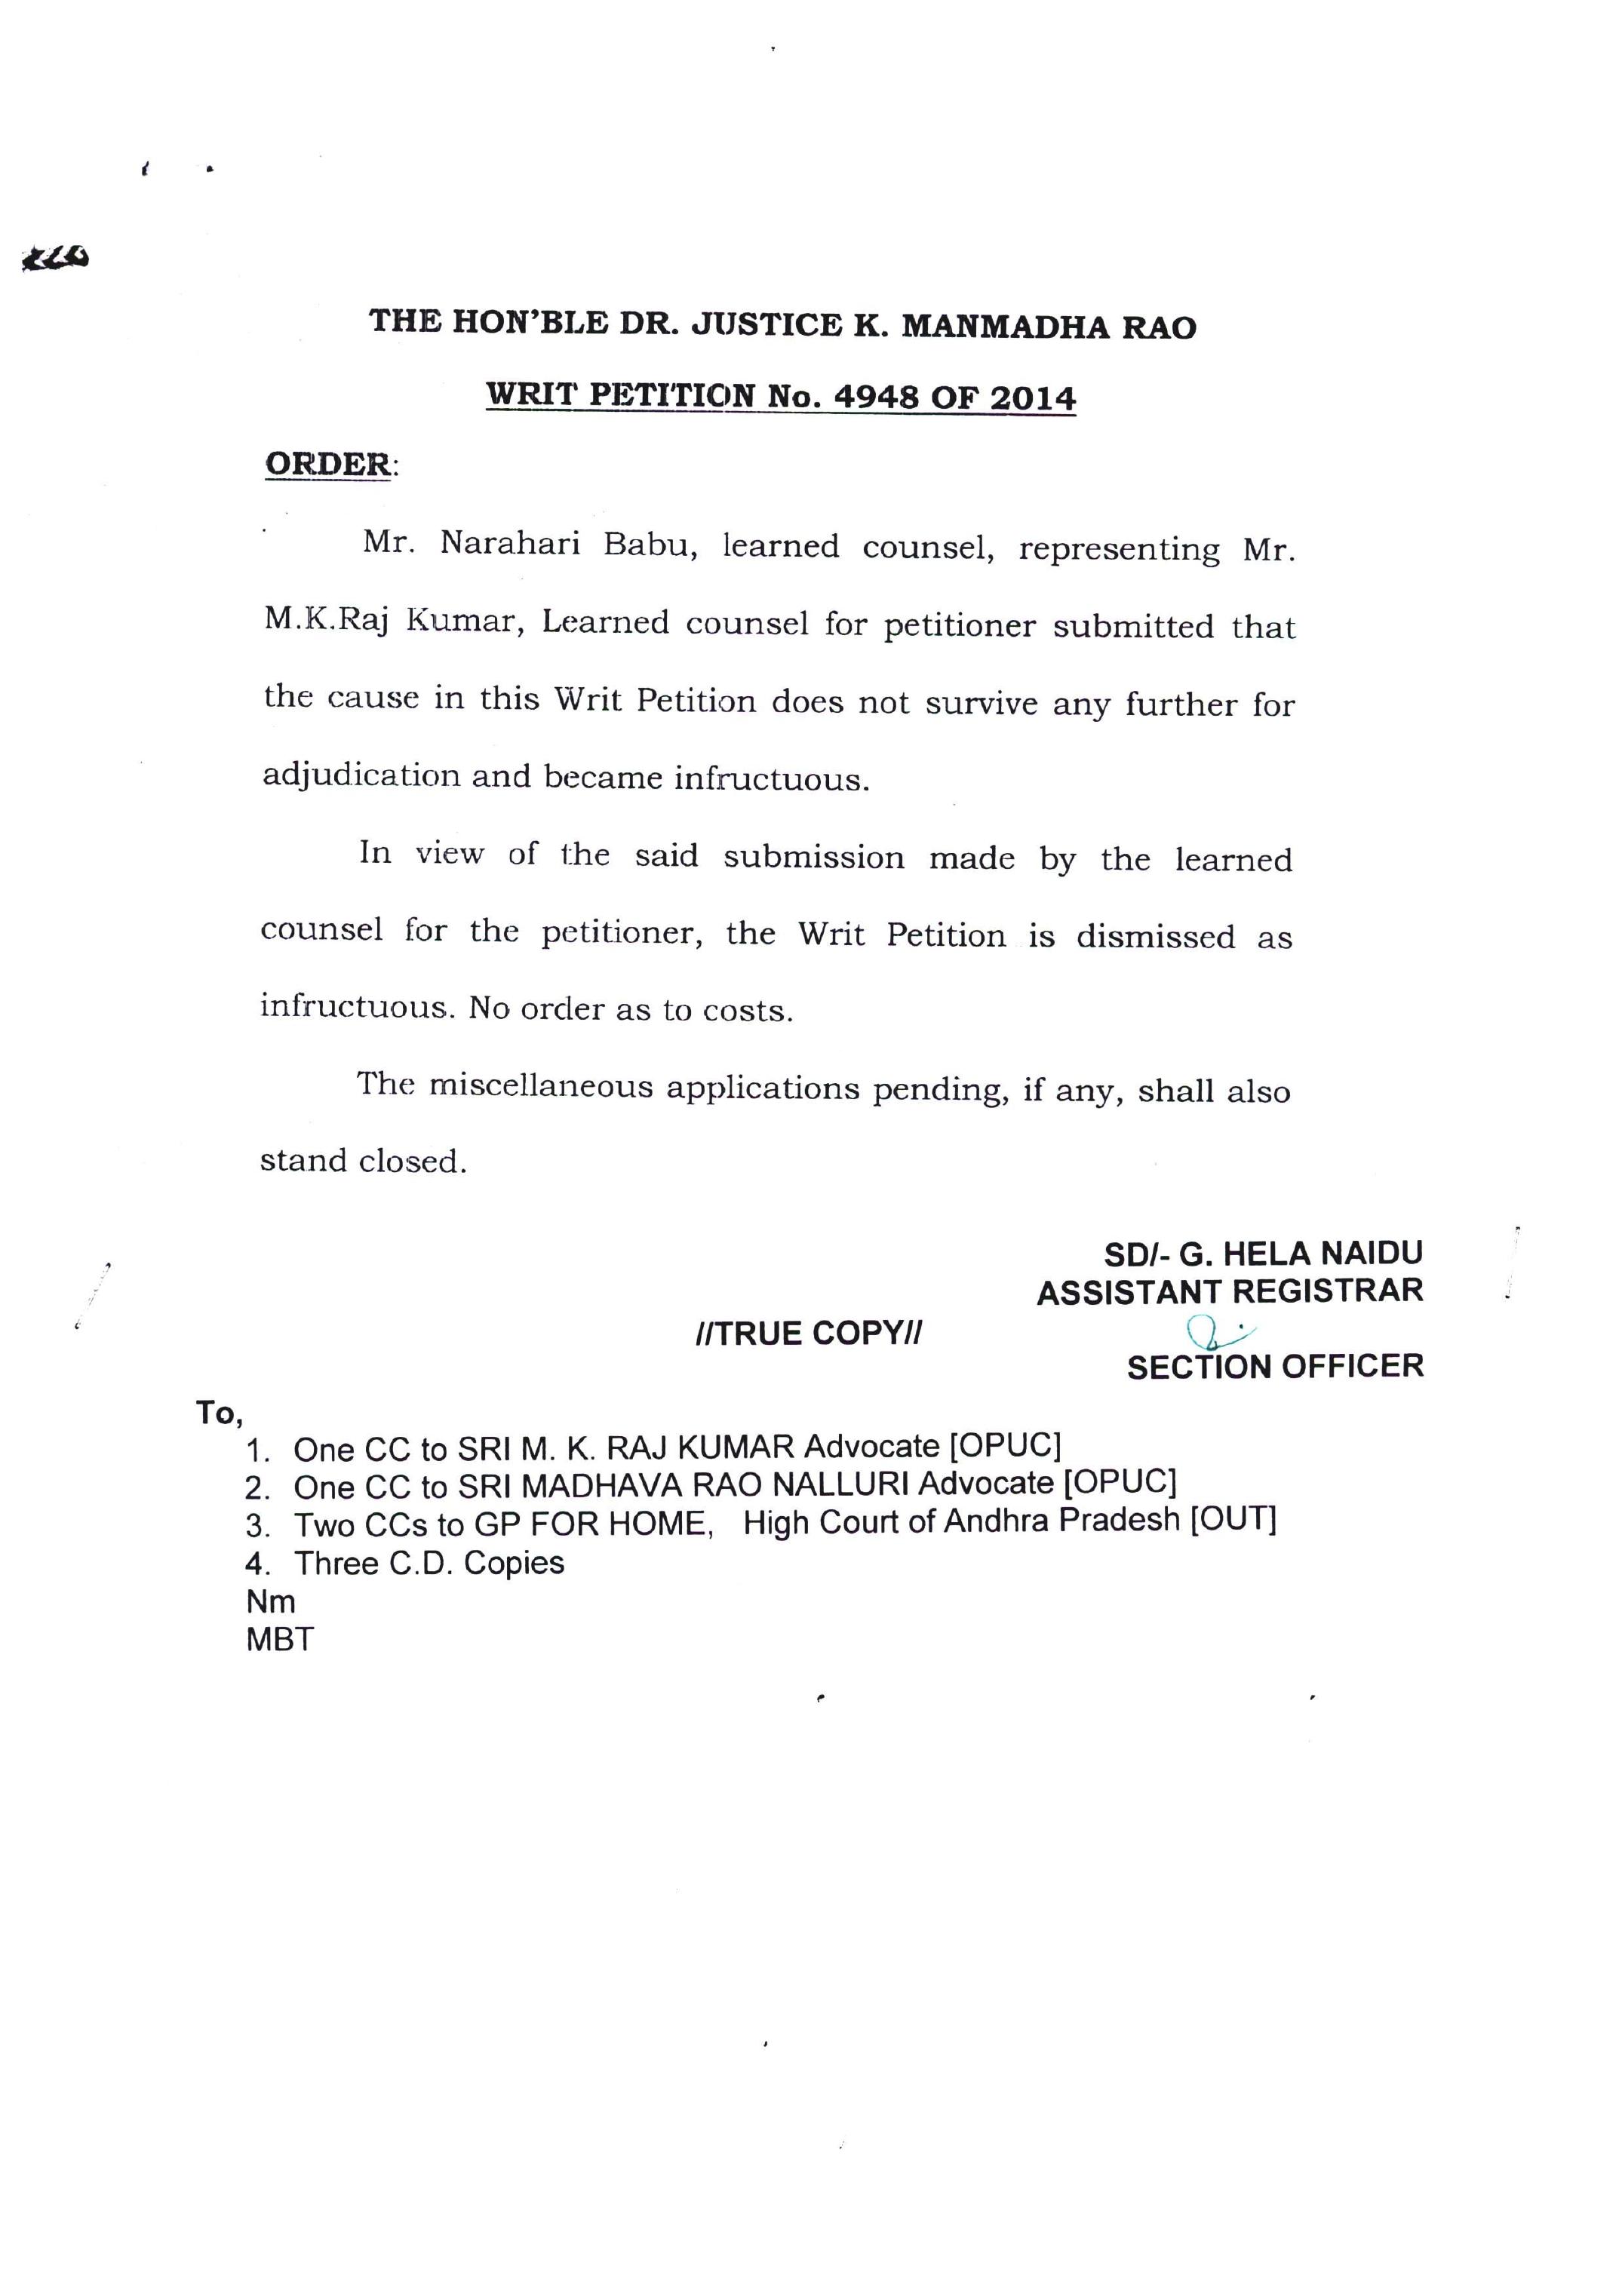 THE HON'BLE DR. JUSTICE K. MANMADHA RAO
WRIT PETITION No. 4948 OF 2014
ORDER:
Mr. Narahari Babu, learned counsel, representing Mr.
M.K.Raj Kumar, Learned counsel for petitioner submitted that
the cause in this Writ Petition does not survive any further for
adjudication and became infructuous.
In view of the said submission made by the learned
counsel for the petitioner, the Writ Petition is dismissed as
infructuous. No order as to costs.
The miscellaneous applications pending, if any, shall also
stand closed.
SD/- G. HELA NAIDU
ASSISTANT REGISTRAR
//TRUE COPY//
SECTION OFFICER
To,
1. One CC to SRI M. K. RAJ KUMAR Advocate [OPUC]
2. One CC to SRI MADHAVA RAO NALLURI Advocate [OPUC]
3. Two CCs to GP FOR HOME, High Court of Andhra Pradesh [OUT]
4. Three C.D. Copies
Nm
MBT